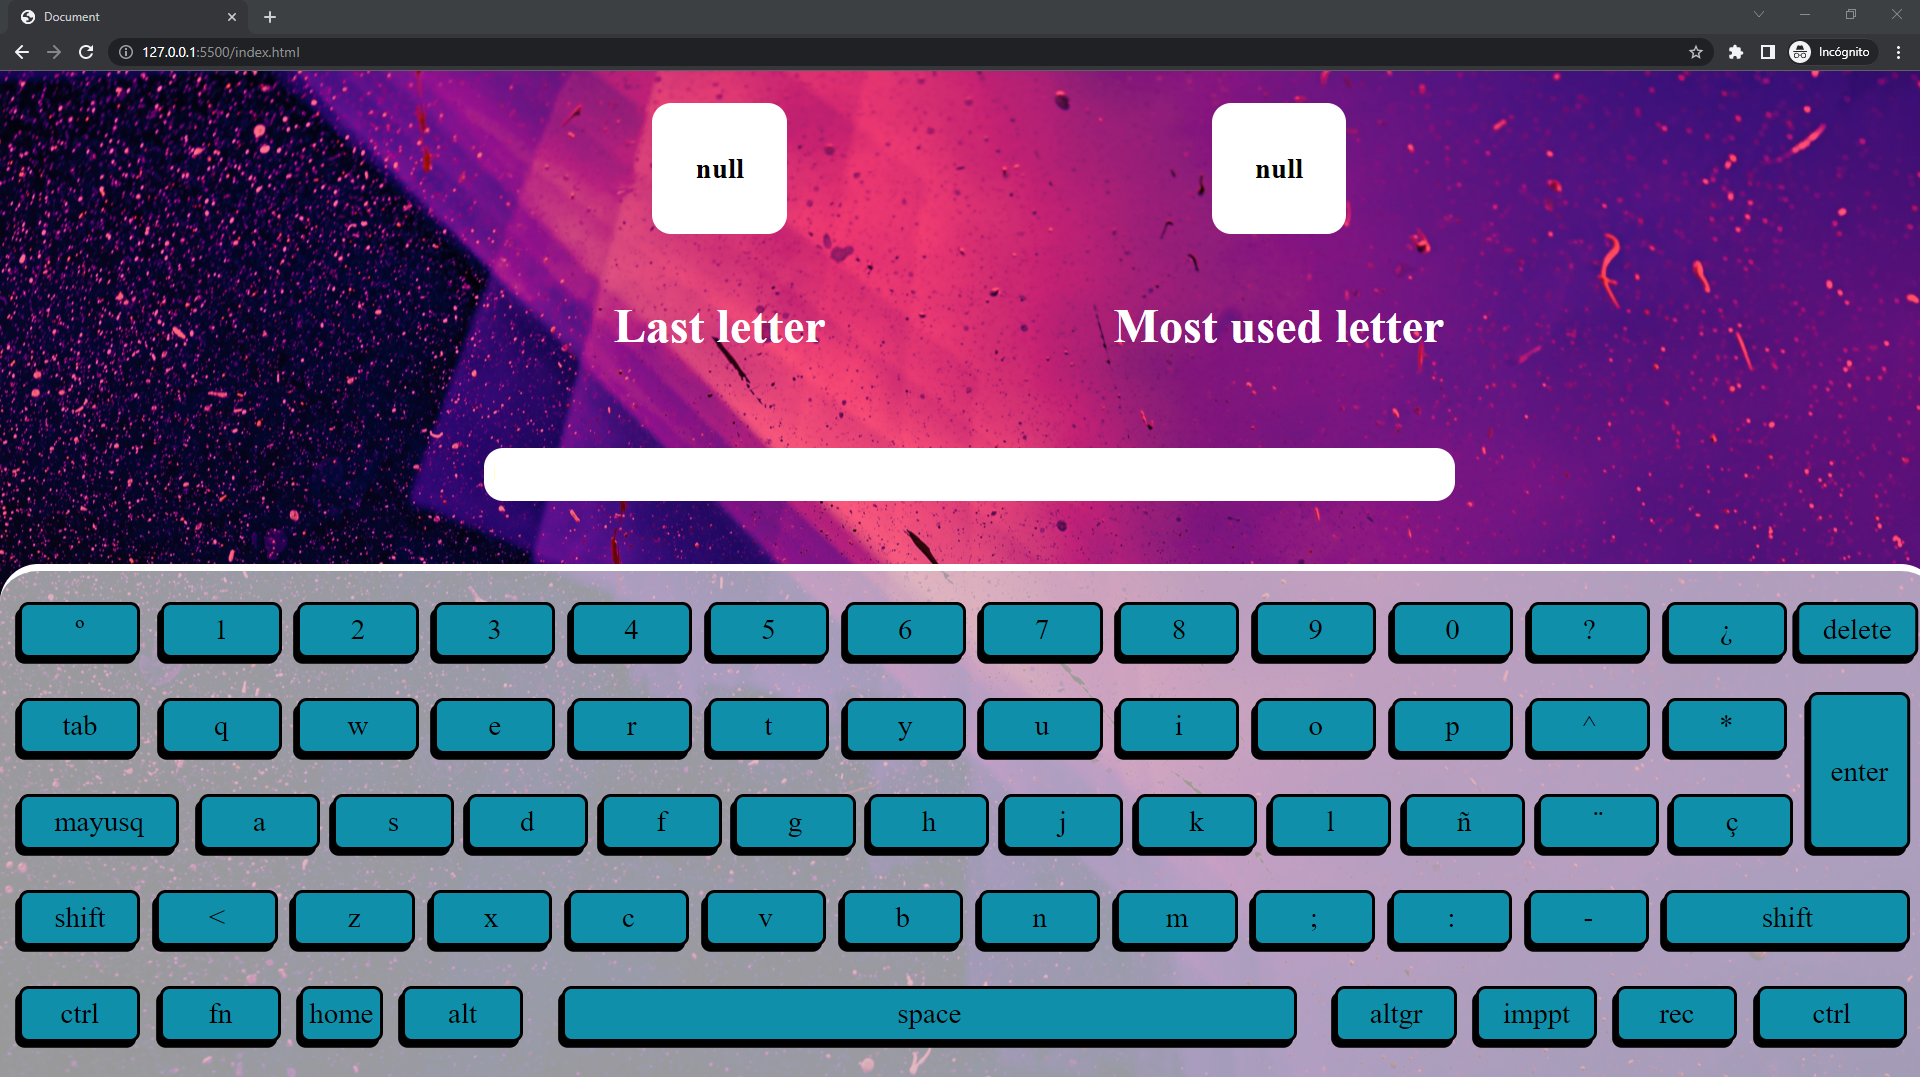 Document
127.0.0.1:5500/index.html
Incógnito
null null
Last letter Most used letter
º 1 2 3 4 5 6 7 8 9 0 ? ¿ delete
tab q w e r t y u i o p ^ * enter
mayusq a s d f g h j k l ñ ¨ ç
shift < z x c v b n m ; : - shift
ctrl fn home alt space altgr imppt rec ctrl